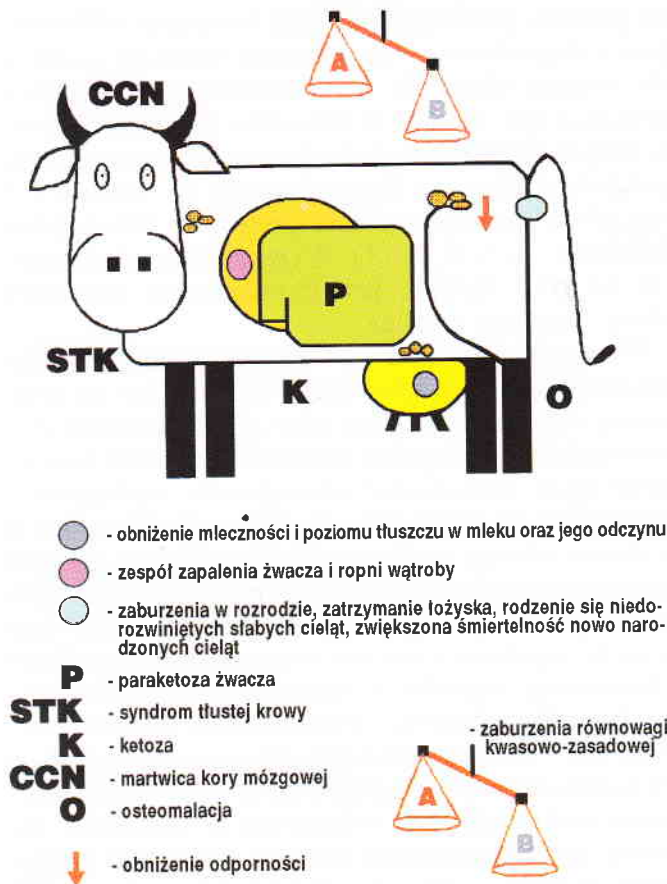 CCN
A
B
P
STK
K
O
- obniżenie mleczności i poziomu tłuszczu w mleku oraz jego odczynu
- zespół zapalenia żwacza i ropni wątroby
- zaburzenia w rozrodzie, zatrzymanie łożyska, rodzenie się niedo-
rozwiniętych słabych cieląt, zwiększona śmiertelność nowo naro-
dzonych cieląt
P - paraketoza żwacza
STK - syndrom tłustej krowy
K - ketoza
CCN - martwica kory mózgowej
O - osteomalacja
- obniżenie odporności
- zaburzenia równowagi
kwasowo-zasadowej
A
B